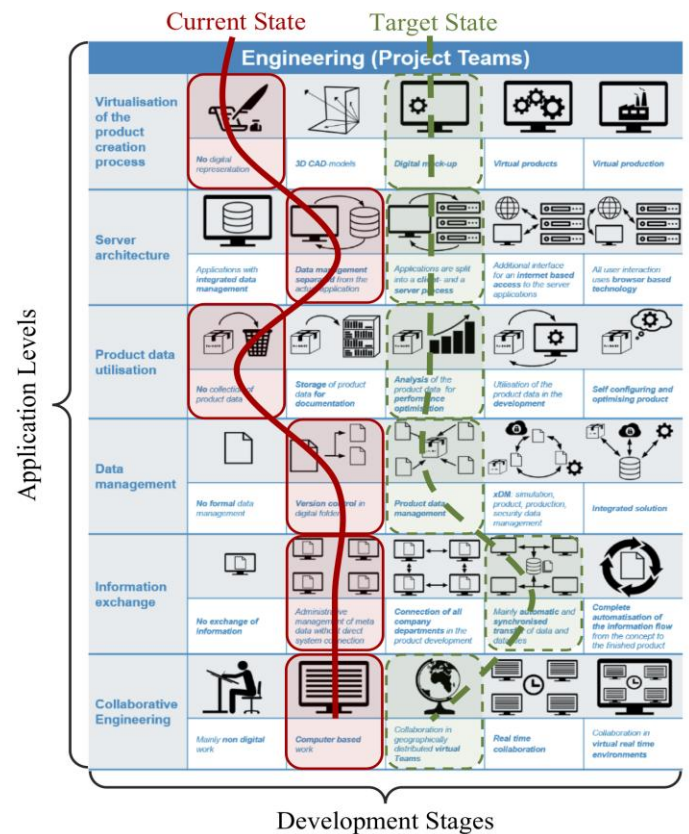 Current State
Target State
Engineering (Project Teams)
Application Levels
Virtualisation
of the
product
creation
process
No digital
representation
3D CAD models
Digital mock-up
Virtual products
Virtual production
Server
architecture
Applications with
integrated data
management
Data management
separated from the
application
Applications are split
into a client- and a
server process
Additional interface
for an internet based
access to the server
applications
All user interaction
uses browser based
technology
Product data
utilisation
No collection of
product data
Storage of product
data for
documentation
Analysis of the
product data for
performance
optimisation
Utilisation of the
product data in the
development
Self configuring and
optimising product
Data
management
No formal data
management
Version control in
digital folders
Product data
management
xDM: simulation,
product, production,
security data
management
Integrated solution
Information
exchange
No exchange of
information
Administrative
management of meta
data without direct
system connection
Connection of all
company
departments in the
product development
Mainly automatic and
synchronised
transfer of data and
Complete
automatisation of
the information flow
from the concept to
the finished product
Collaborative
Engineering
Mainly non digital
work
Computer based
work
Collaboration in
geographically
distributed virtual
Teams
Real time
collaboration
Collaboration in
virtual real time
environments
Development Stages